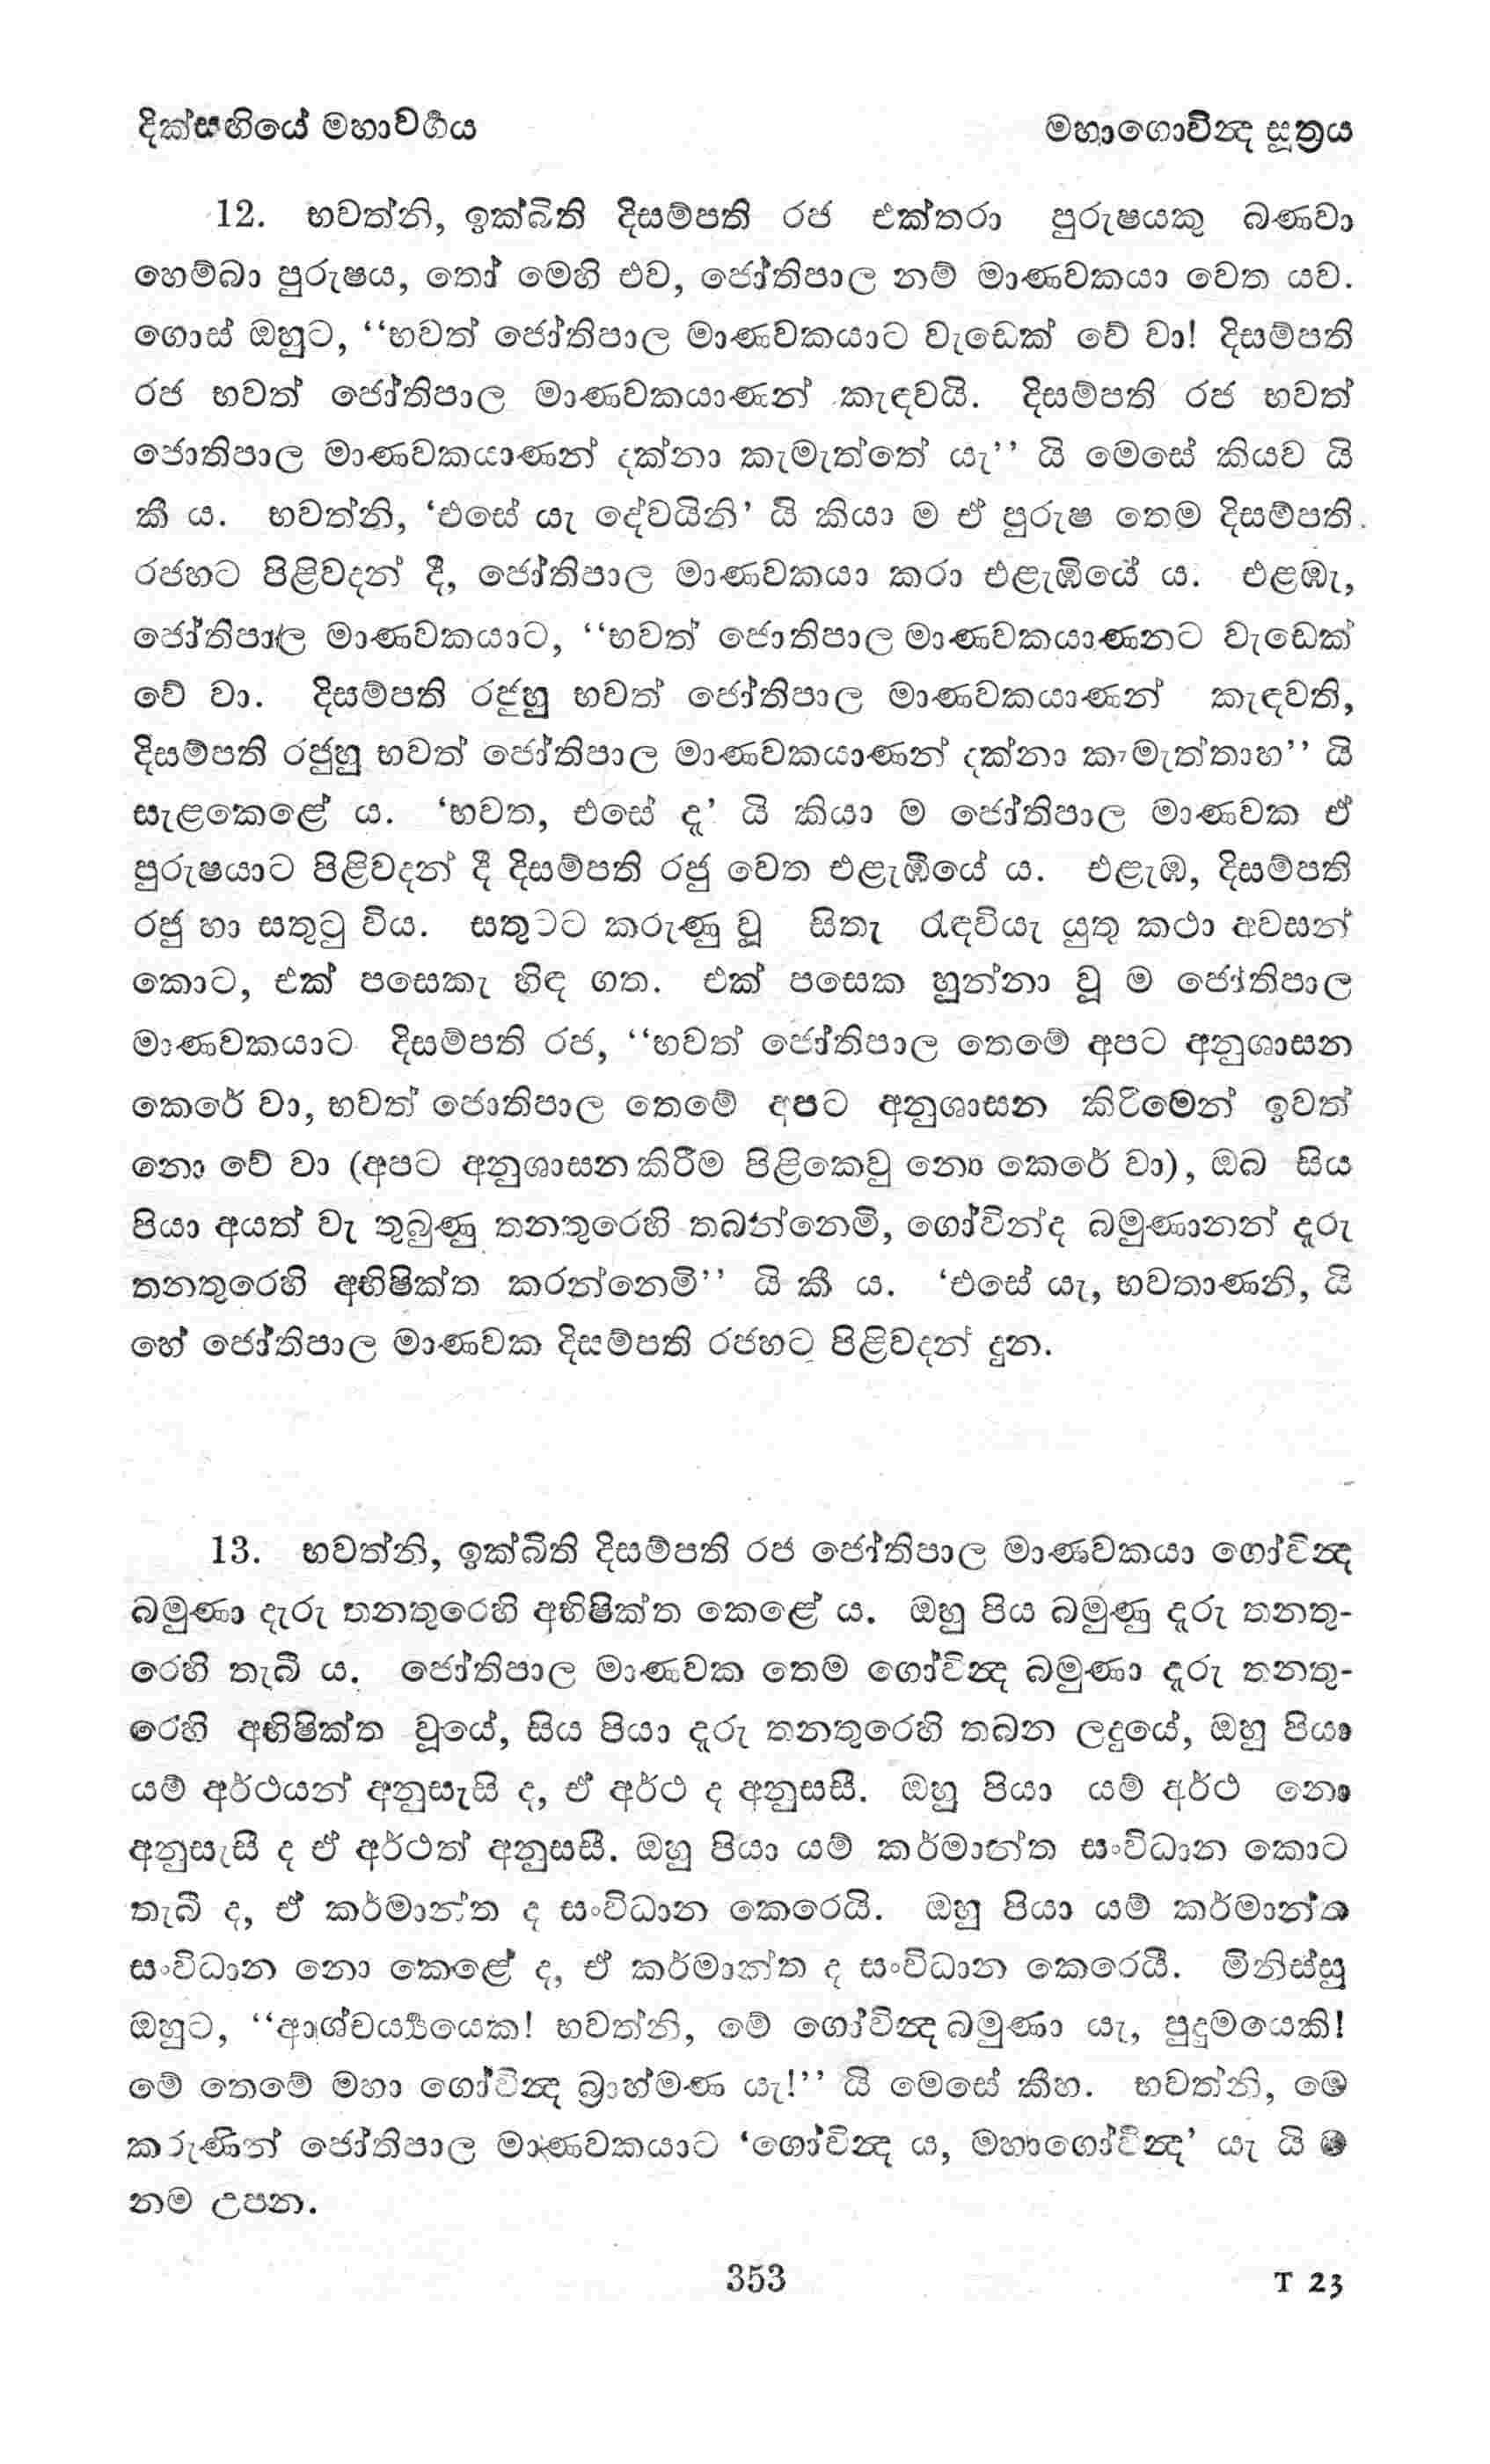 දික්සඟියේ මහාවර්‍ගය
මහාගොවින්‍ද සූත්‍රය
12. භවත්නි, ඉක්බිති දිසම්පති රජ එක්තරා පුරුෂයකු බණවා
හෙම්බා පුරුෂය, තෝ මෙහි එව, ජෝතිපාල නම් මාණවකයා වෙත යව.
ගොස් ඔහුට, “භවත් ජෝතිපාල මාණවකයාට වැඩෙක් වේ වා! දිසම්පති
රජ භවත් ජෝතිපාල මාණවකයාණන් කැඳවයි. දිසම්පති රජ භවත්
ජොතිපාල මාණවකයාණන් දක්නා කැමැත්තේ යැ” යි මෙසේ කියව යි
කී ය. භවත්නි, ‘එසේ යැ දේවයිනි’ යි කියා ම ඒ පුරුෂ තෙම දිසම්පති
රජහට පිළිවදන් දී, ජෝතිපාල මාණවකයා කරා එළැඹියේ ය. එළඹැ,
ජෝතිපාල මාණවකයාට, “භවත් ජොතිපාල මාණවකයාණනට වැඩෙක්
වේ වා. දිසම්පති රජුහු භවත් ජෝතිපාල මාණවකයාණන් කැඳවති,
දිසම්පති රජුහු භවත් ජෝතිපාල මාණවකයාණන් දක්නා කැමැත්තාහ” යි
සැළකෙළේ ය. ‘භවත, එසේ දැ’ යි කියා ම ජෝතිපාල මාණවක ඒ
පුරුෂයාට පිළිවදන් දී දිසම්පති රජු වෙත එළැඹියේ ය. එළැඹ, දිසම්පති
රජු හා සතුටු විය. සතුටට කරුණු වූ සිතැ රැඳවියැ යුතු කථා අවසන්
කොට, එක් පසෙකැ හිඳ ගත. එක් පසෙක හුන්නා වූ ම ජෝතිපාල
මාණවකයාට දිසම්පති රජ, “භවත් ජෝතිපාල තෙමේ අපට අනුශාසන
කෙරේ වා, භවත් ජොතිපාල තෙමේ අපට අනුශාසන කිරිමෙන් ඉවත්
නො වේ වා (අපට අනුශාසන කිරීම පිළිකෙවු නො කෙරේ වා), ඔබ සිය
පියා අයත් වැ තුබුණු තනතුරෙහි තබන්නෙමි, ගෝවින්ද බමුණානන් දැරු
තනතුරෙහි අභිෂික්ත කරන්නෙමි” යි කී ය. ‘එසේ යැ, භවතාණනි, යි
හේ ජෝතිපාල මාණවක දිසම්පති රජහට පිළිවදන් දුන.
13. භවත්නි, ඉක්බිති දිසම්පති රජ ජෝතිපාල මාණවකයා ගෝවින්‍ද
බමුණා දැරු තනතුරෙහි අභිෂික්ත කෙළේ ය. ඔහු පිය බමුණු දැරු තනතු-
රෙහි තැබී ය. ජෝතිපාල මාණවක තෙම ගෝවින්‍ද බමුණා දැරු තනතු-
රෙහි අභිෂික්ත වූයේ, සිය පියා දැරු තනතුරෙහි තබන ලදුයේ, ඔහු පියා
යම් අර්ථයන් අනුසැසි ද, ඒ අර්ථ ද අනුසසී. ඔහු පියා යම් අර්ථ නො
අනුසැසී ද ඒ අර්ථත් අනුසසී. ඔහු පියා යම් කර්මාන්ත සංවිධාන කොට
තැබී ද, ඒ කර්මාන්ත ද සංවිධාන කෙරෙයි. ඔහු පියා යම් කර්මාන්ත
සංවිධාන නො කෙළේ ද, ඒ කර්මාන්ත ද සංවිධාන කෙරෙයී. මිනිස්සු
ඔහුට, “ආශ්චර්‍ය්‍යයෙක! භවත්නි, මේ ගෝවින්‍ද බමුණා යැ, පුදුමයෙකි!
මේ තෙමේ මහා ගෝවින්‍ද බ්‍රාහ්මණ යැ!” යි මෙසේ කීහ. භවත්නි, මෙ
කරුණින් ජෝතිපාල මාණවකයාට ‘ගෝවින්‍ද ය, මහාගෝවින්‍ද’ යැ යි ම
නම උපන.
353
T 23